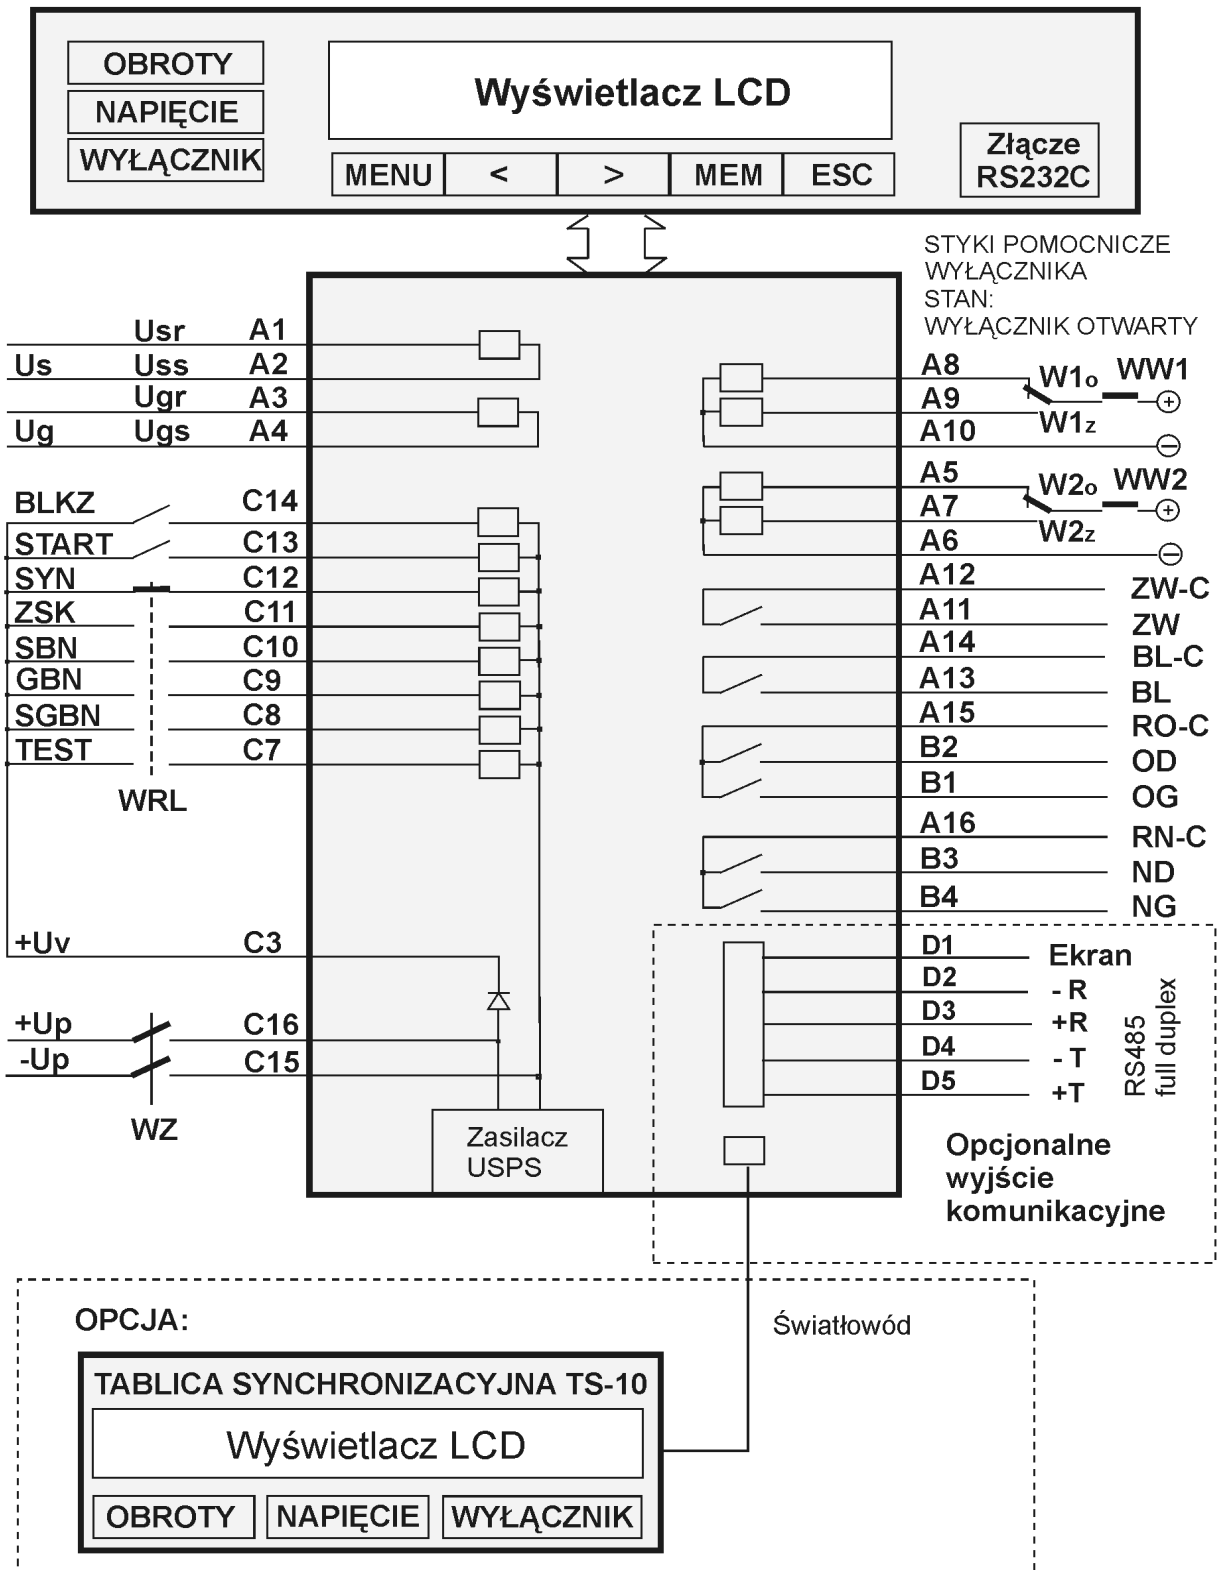 OBROTY
NAPIĘCIE
WYŁĄCZNIK
Wyświetlacz LCD
MENU < > MEM ESC
Złącze
RS232C
STYKI POMOCNICZE
WYŁĄCZNIKA
STAN:
WYŁĄCZNIK OTWARTY
Usr A1
Us Uss A2
Ugr A3
Ug Ugs A4
BLKZ C14
START C13
SYN C12
ZSK C11
SBN C10
GBN C9
SGBN C8
TEST C7
WRL
+Uv C3
+Up C16
-Up C15
WZ
Zasilacz
USPS
A8 W1o WW1
A9 +
W1z
A10 −
A5 W2o WW2
A7 +
W2z
A6 −
A12 ZW-C
A11 ZW
A14 BL-C
A13 BL
A15 RO-C
B2 OD
B1 OG
A16 RN-C
B3 ND
B4 NG
D1 Ekran
D2 - R
D3 +R
D4 - T
D5 +T
RS485
full duplex
Opcjonalne
wyjście
komunikacyjne
Światłowód
OPCJA:
TABLICA SYNCHRONIZACYJNA TS-10
Wyświetlacz LCD
OBROTY NAPIĘCIE WYŁĄCZNIK